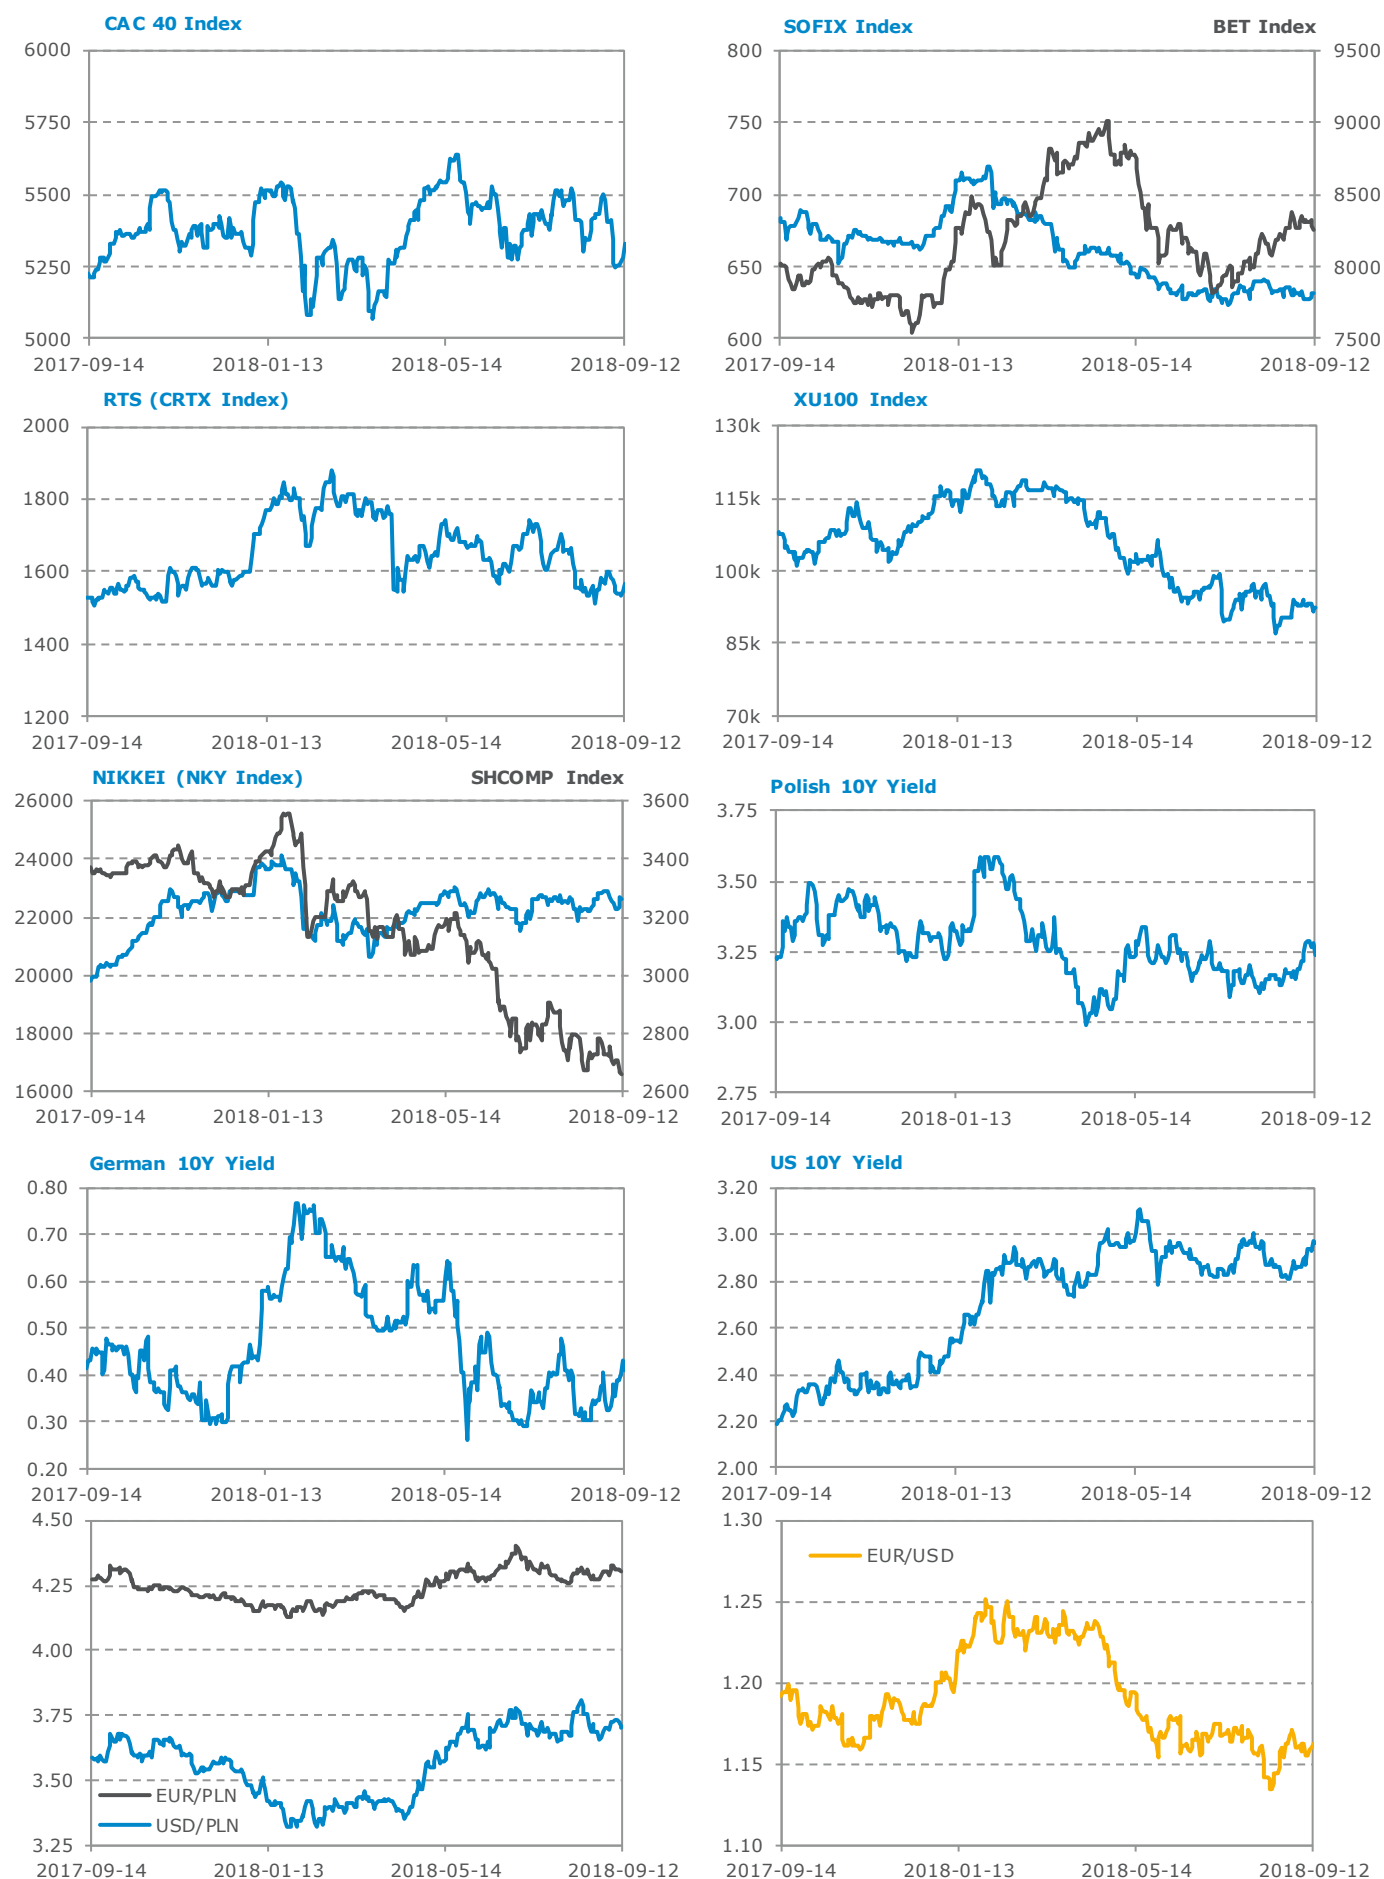 CAC 40 Index
6000
5750
5500
5250
5000
2017-09-14 2018-01-13 2018-05-14 2018-09-12
SOFIX Index BET Index
800 9500
750 9000
700 8500
650 8000
600 7500
2017-09-14 2018-01-13 2018-05-14 2018-09-12
RTS (CRTX Index)
2000
1800
1600
1400
1200
2017-09-14 2018-01-13 2018-05-14 2018-09-12
XU100 Index
130k
115k
100k
85k
70k
2017-09-14 2018-01-13 2018-05-14 2018-09-12
NIKKEI (NKY Index) SHCOMP Index
26000 3600
24000 3400
22000 3200
20000 3000
18000 2800
16000 2600
2017-09-14 2018-01-13 2018-05-14 2018-09-12
Polish 10Y Yield
3.75
3.50
3.25
3.00
2.75
2017-09-14 2018-01-13 2018-05-14 2018-09-12
German 10Y Yield
0.80
0.70
0.60
0.50
0.40
0.30
0.20
2017-09-14 2018-01-13 2018-05-14 2018-09-12
US 10Y Yield
3.20
3.00
2.80
2.60
2.40
2.20
2.00
2017-09-14 2018-01-13 2018-05-14 2018-09-12
4.50
4.25
4.00
3.75
3.50
EUR/PLN
USD/PLN
3.25
2017-09-14 2018-01-13 2018-05-14 2018-09-12
1.30
EUR/USD
1.25
1.20
1.15
1.10
2017-09-14 2018-01-13 2018-05-14 2018-09-12